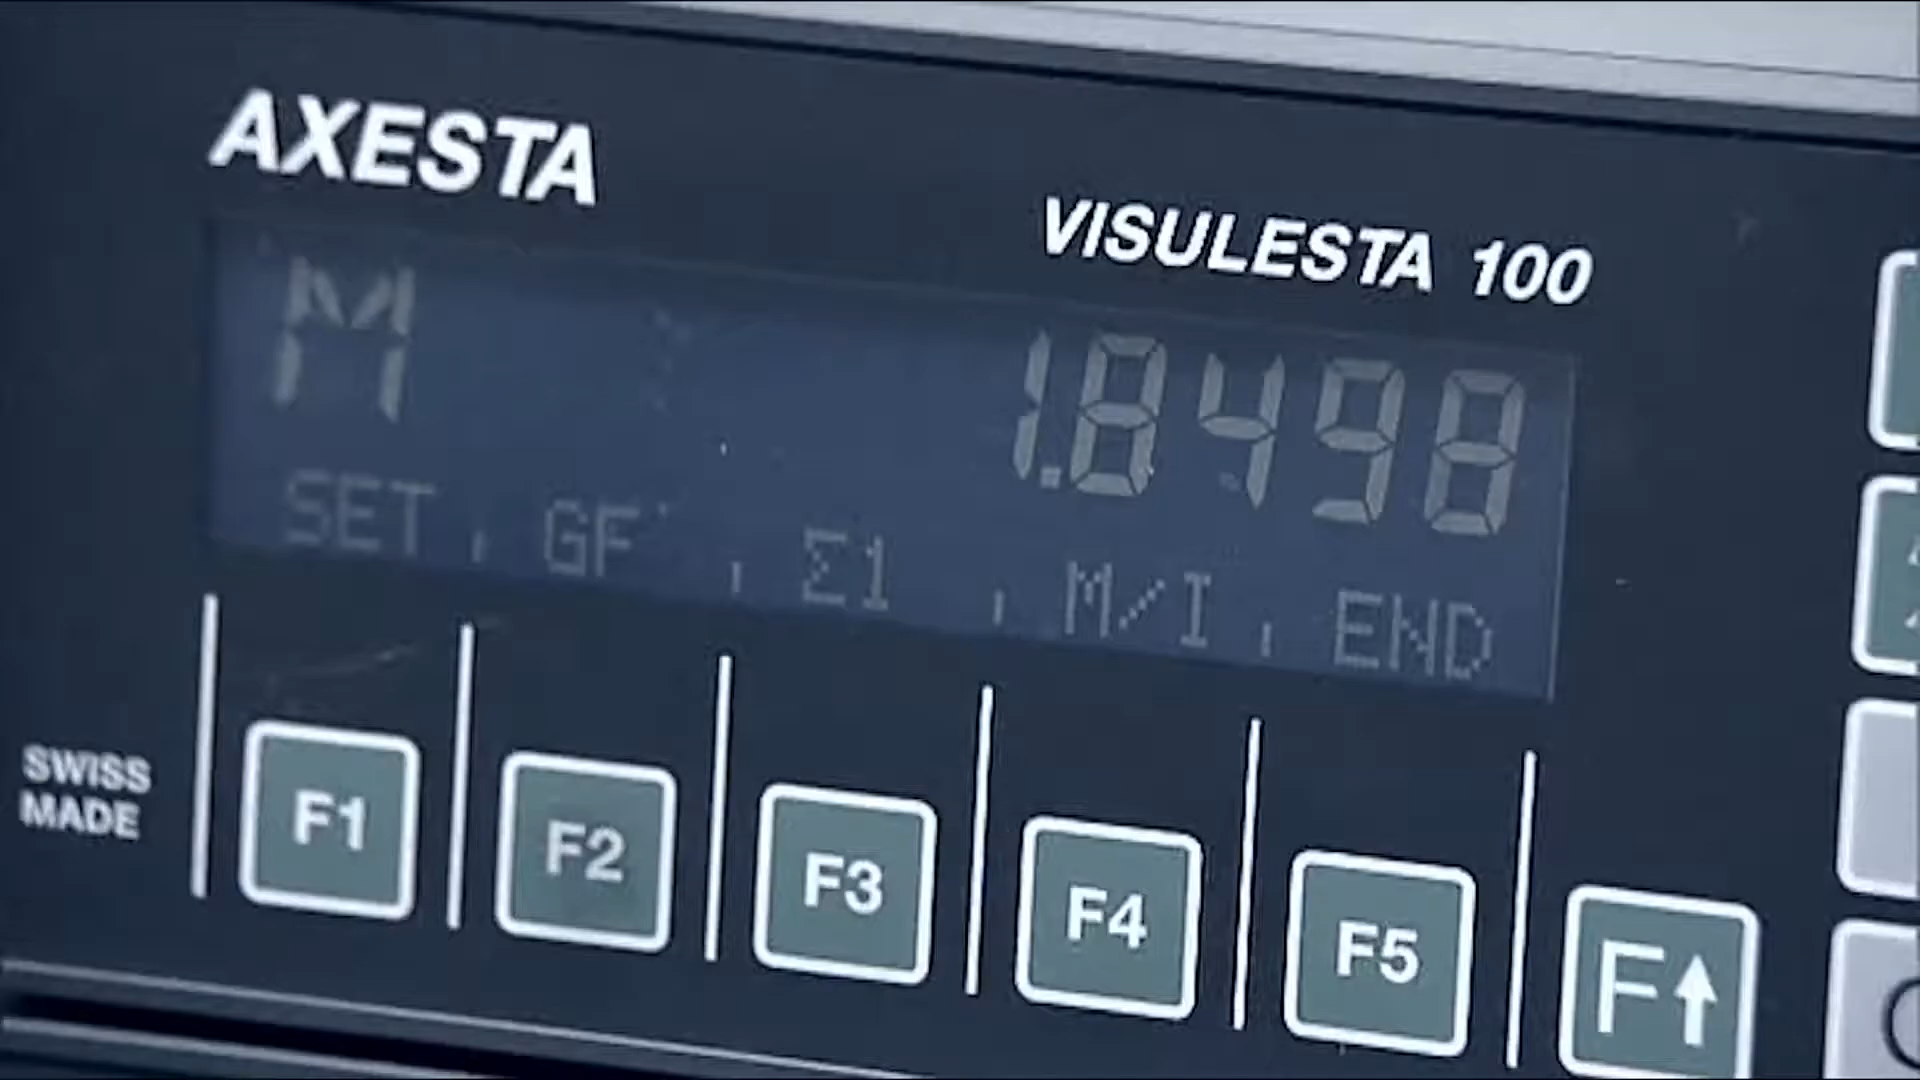 AXESTA
VISULESTA 100
M 1.8498
SET GF Σ1 M/I END
SWISS
MADE
F1 F2 F3 F4 F5 F↑